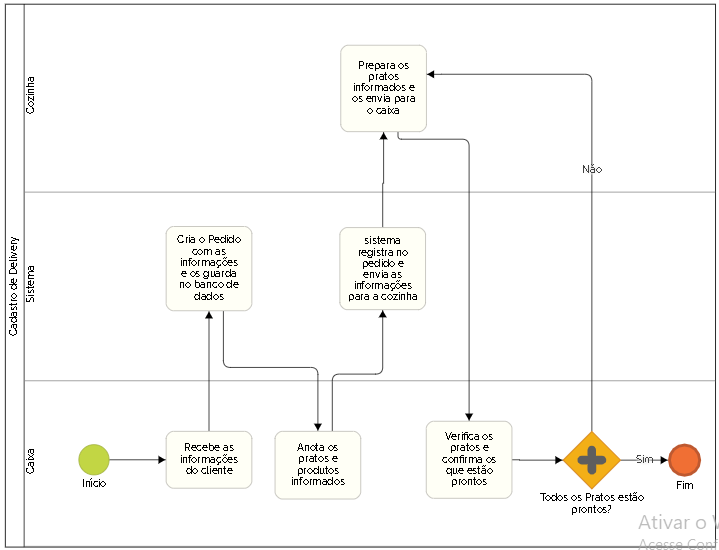 Cadastro de Delivery
Cozinha
Prepara os
pratos
informados e
os envia para
o caixa
Não
Sistema
Cria o Pedido
com as
informações
e os guarda
no banco de
dados
sistema
registra no
pedido e
envia as
informações
para a cozinha
Caixa
Início
Recebe as
informações
do cliente
Anota os
pratos e
produtos
informados
Verifica os
pratos e
confirma os
que estão
prontos
Todos os Pratos estão
prontos?
Sim
Fim
Ativar o
Acesse